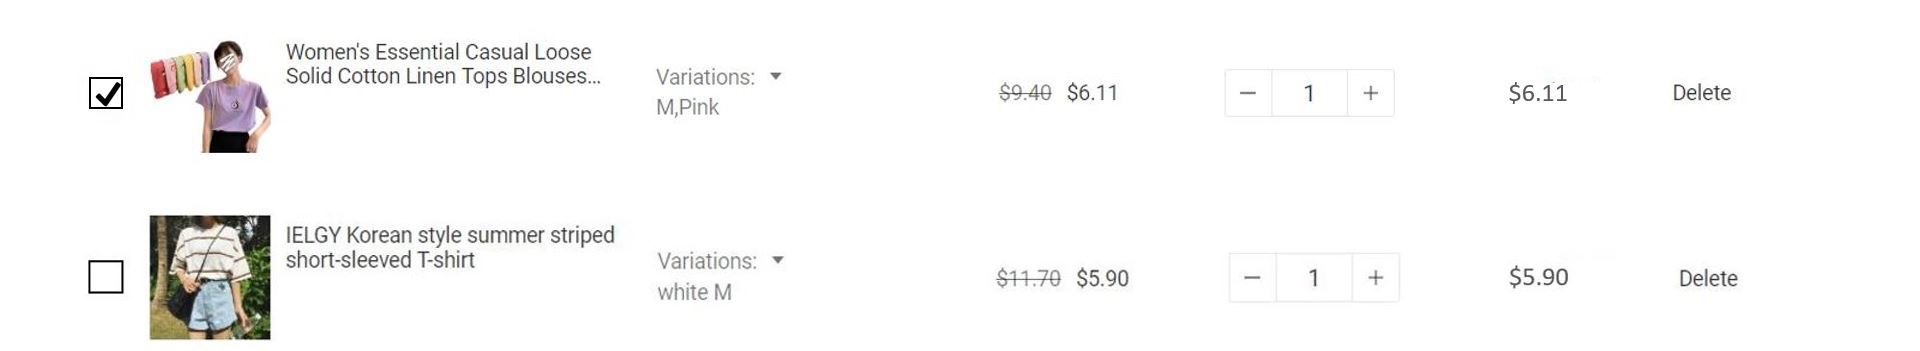 Women's Essential Casual Loose
Solid Cotton Linen Tops Blouses...
Variations:
M,Pink
$9.40 $6.11
1
$6.11
Delete
IELGY Korean style summer striped
short-sleeved T-shirt
Variations:
white M
$11.70 $5.90
1
$5.90
Delete